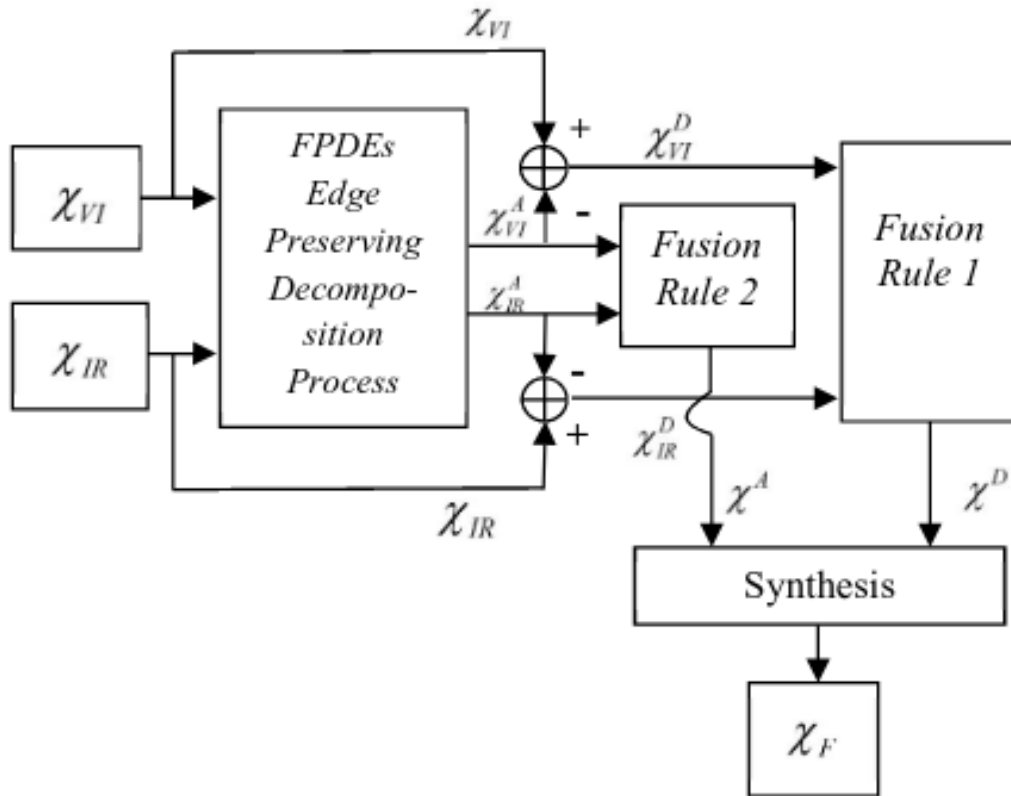 χ_VI
χ_VI
FPDEs
Edge
Preserving
Decompo-
sition
Process
+
χ_VI^D
-
χ_VI^A
Fusion
Rule 2
Fusion
Rule 1
χ_IR
χ_IR^A
-
+
χ_IR^D
χ_IR
χ^A
χ^D
Synthesis
χ_F